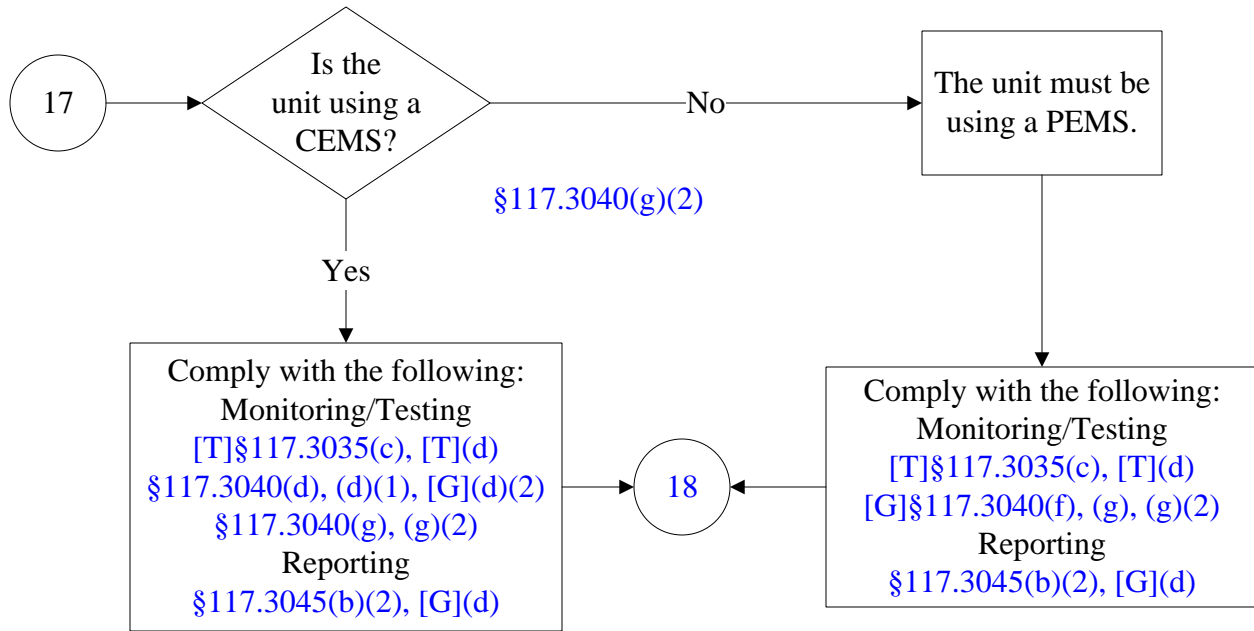 17
Is the
unit using a
CEMS?
No
The unit must be
using a PEMS.
§117.3040(g)(2)
Yes
Comply with the following:
Monitoring/Testing
[T]§117.3035(c), [T](d)
§117.3040(d), (d)(1), [G](d)(2)
§117.3040(g), (g)(2)
Reporting
§117.3045(b)(2), [G](d)
18
Comply with the following:
Monitoring/Testing
[T]§117.3035(c), [T](d)
[G]§117.3040(f), (g), (g)(2)
Reporting
§117.3045(b)(2), [G](d)